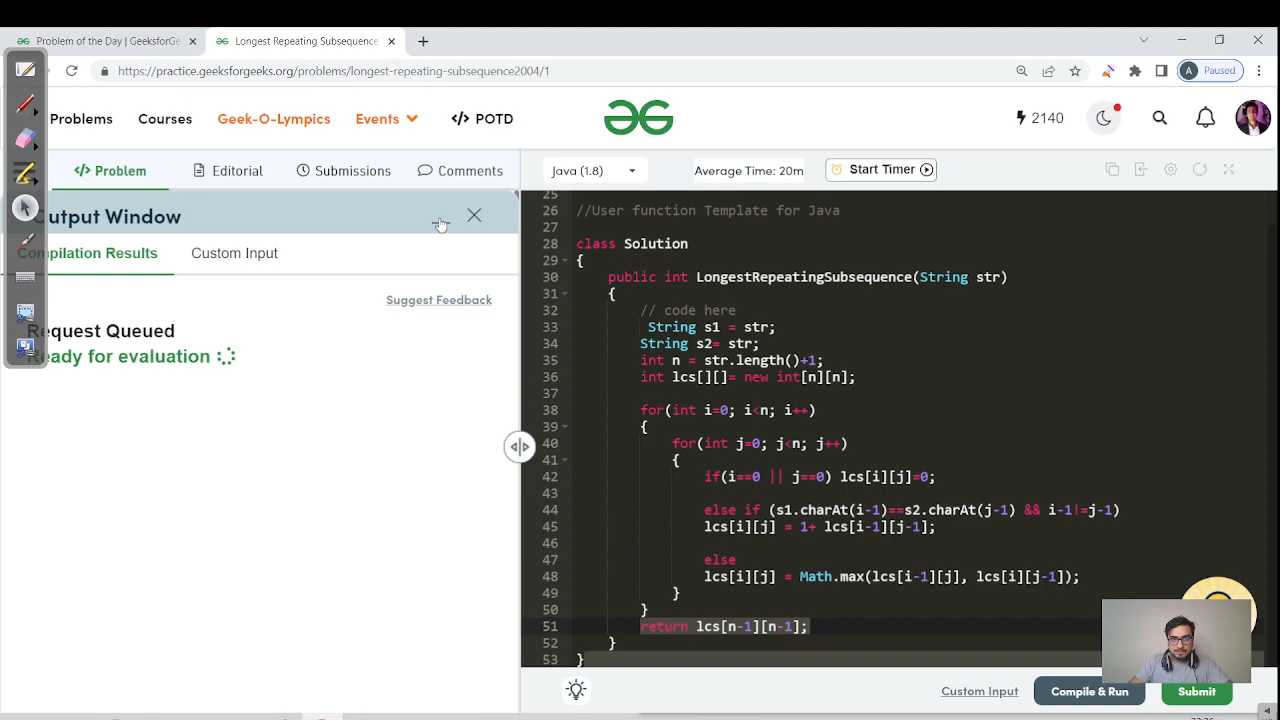 Problem of the Day | GeeksforGe
Longest Repeating Subsequence
https://practice.geeksforgeeks.org/problems/longest-repeating-subsequence2004/1
A Paused
Problems Courses Geek-O-Lympics Events </> POTD
2140
</> Problem Editorial Submissions Comments
Java (1.8) Average Time: 20m Start Timer
utput Window
ompilation Results Custom Input
Suggest Feedback
equest Queued
eady for evaluation
25
26 //User function Template for Java
27
28 class Solution
29 {
30 public int LongestRepeatingSubsequence(String str)
31 {
32 // code here
33 String s1 = str;
34 String s2= str;
35 int n = str.length()+1;
36 int lcs[][]= new int[n][n];
37
38 for(int i=0; i<n; i++)
39 {
40 for(int j=0; j<n; j++)
41 {
42 if(i==0 || j==0) lcs[i][j]=0;
43
44 else if (s1.charAt(i-1)==s2.charAt(j-1) && i-1!=j-1)
45 lcs[i][j] = 1+ lcs[i-1][j-1];
46
47 else
48 lcs[i][j] = Math.max(lcs[i-1][j], lcs[i][j-1]);
49 }
50 }
51 return lcs[n-1][n-1];
52 }
53 }
Custom Input Compile & Run Submit